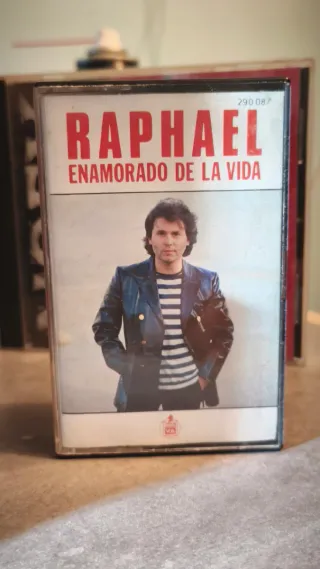 290 087
RAPHAEL
ENAMORADO DE LA VIDA